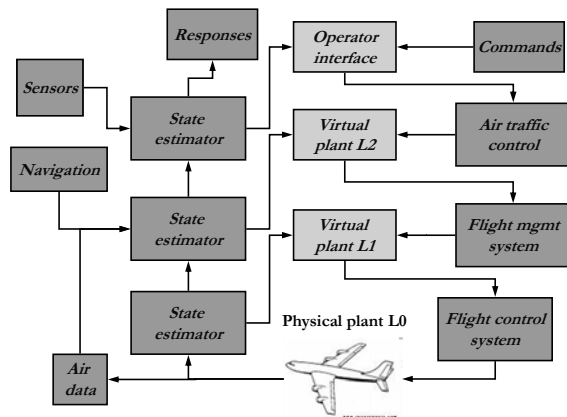 Responses
Operator
interface
Commands
Sensors
State
estimator
Virtual
plant L2
Air traffic
control
Navigation
State
estimator
Virtual
plant L1
Flight mgmt
system
State
estimator
Physical plant L0
Flight control
system
Air
data